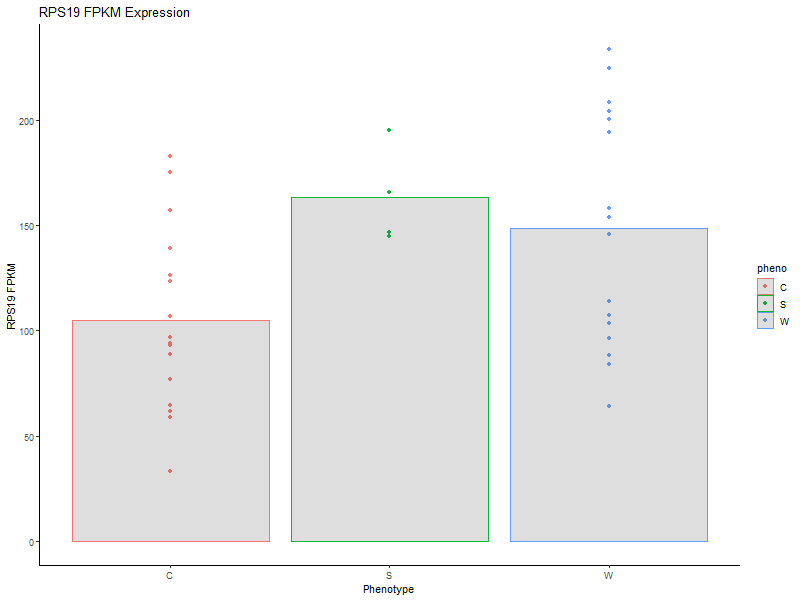 RPS19 FPKM Expression
RPS19 FPKM
200
150
100
50
0
C
S
W
Phenotype
pheno
C
S
W